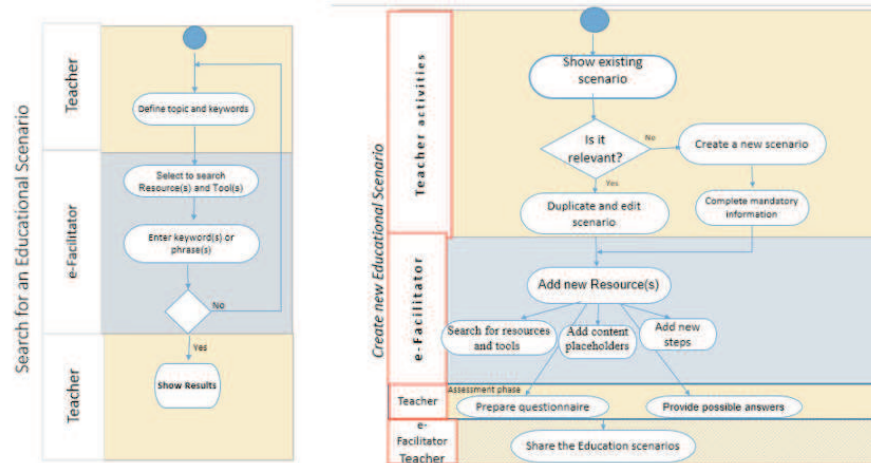 Search for an Educational Scenario
Teacher
Define topic and keywords
e-Facilitator
Select to search
Resource(s) and Tool(s)
Enter keyword(s) or
phrase(s)
No
Yes
Teacher
Show Results
Create new Educational Scenario
Teacher activities
Show existing
scenario
Is it
relevant?
No
Create a new scenario
Yes
Duplicate and edit
scenario
Complete mandatory
information
e-Facilitator
Add new Resource(s)
Search for resources
and tools
Add content
placeholders
Add new
steps
Assessment phase
Teacher
Prepare questionnaire
Provide possible answers
e-
Facilitator
Teacher
Share the Education scenarios